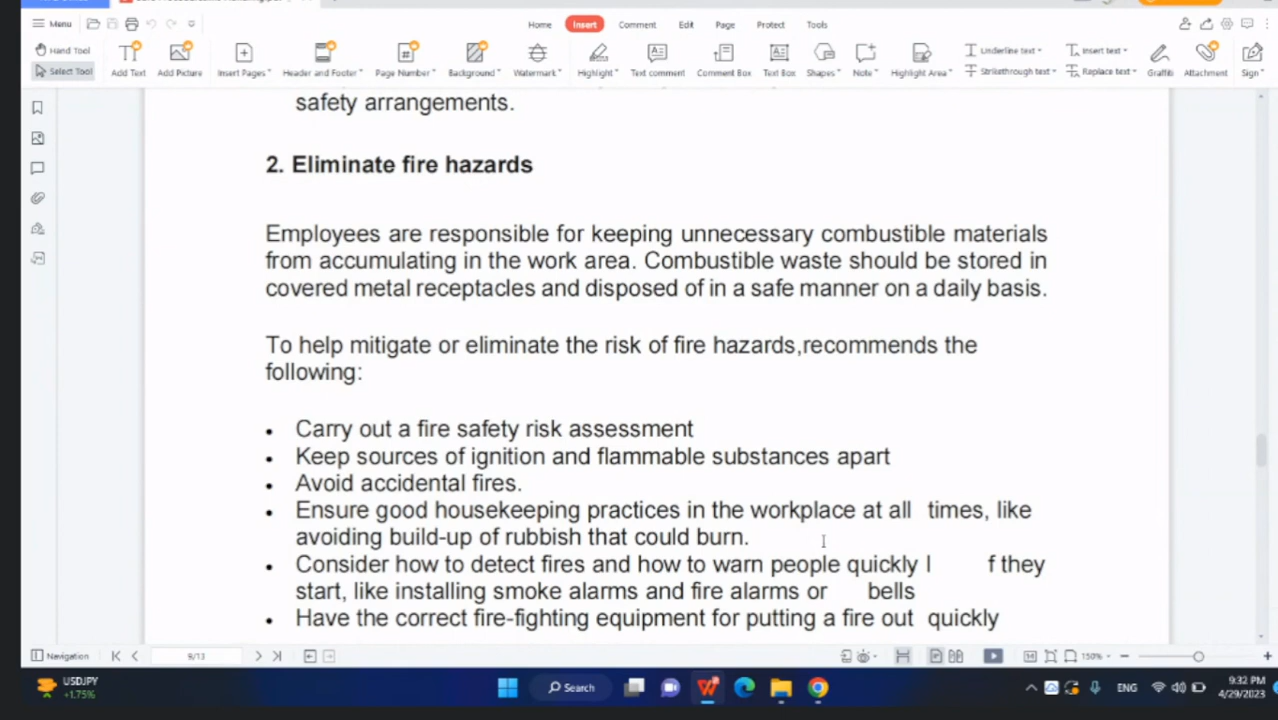 Menu
Home Insert Comment Edit Page Protect Tools
Hand Tool
Select Tool
Add Text Add Picture Insert Pages Header and Footer Page Number Background Watermark Highlight Text comment Comment Box Text Box Shapes Note Highlight Area Underline text Insert text Graffiti Attachment Sign
Strikethrough text Replace text
safety arrangements.
2. Eliminate fire hazards
Employees are responsible for keeping unnecessary combustible materials
from accumulating in the work area. Combustible waste should be stored in
covered metal receptacles and disposed of in a safe manner on a daily basis.
To help mitigate or eliminate the risk of fire hazards,recommends the
following:
• Carry out a fire safety risk assessment
• Keep sources of ignition and flammable substances apart
• Avoid accidental fires.
• Ensure good housekeeping practices in the workplace at all times, like
avoiding build-up of rubbish that could burn.
• Consider how to detect fires and how to warn people quickly I f they
start, like installing smoke alarms and fire alarms or bells
• Have the correct fire-fighting equipment for putting a fire out quickly
Navigation 9/13 150%
USDJPY
+1.75%
Search
ENG
9:32 PM
4/29/2023